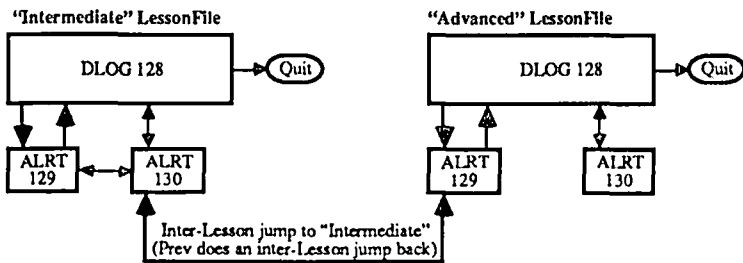 “Intermediate” LessonFile
DLOG 128
Quit
ALRT
129
ALRT
130
“Advanced” LessonFile
DLOG 128
Quit
ALRT
129
ALRT
130
Inter-Lesson jump to “Intermediate”
(Prev does an inter-Lesson jump back)